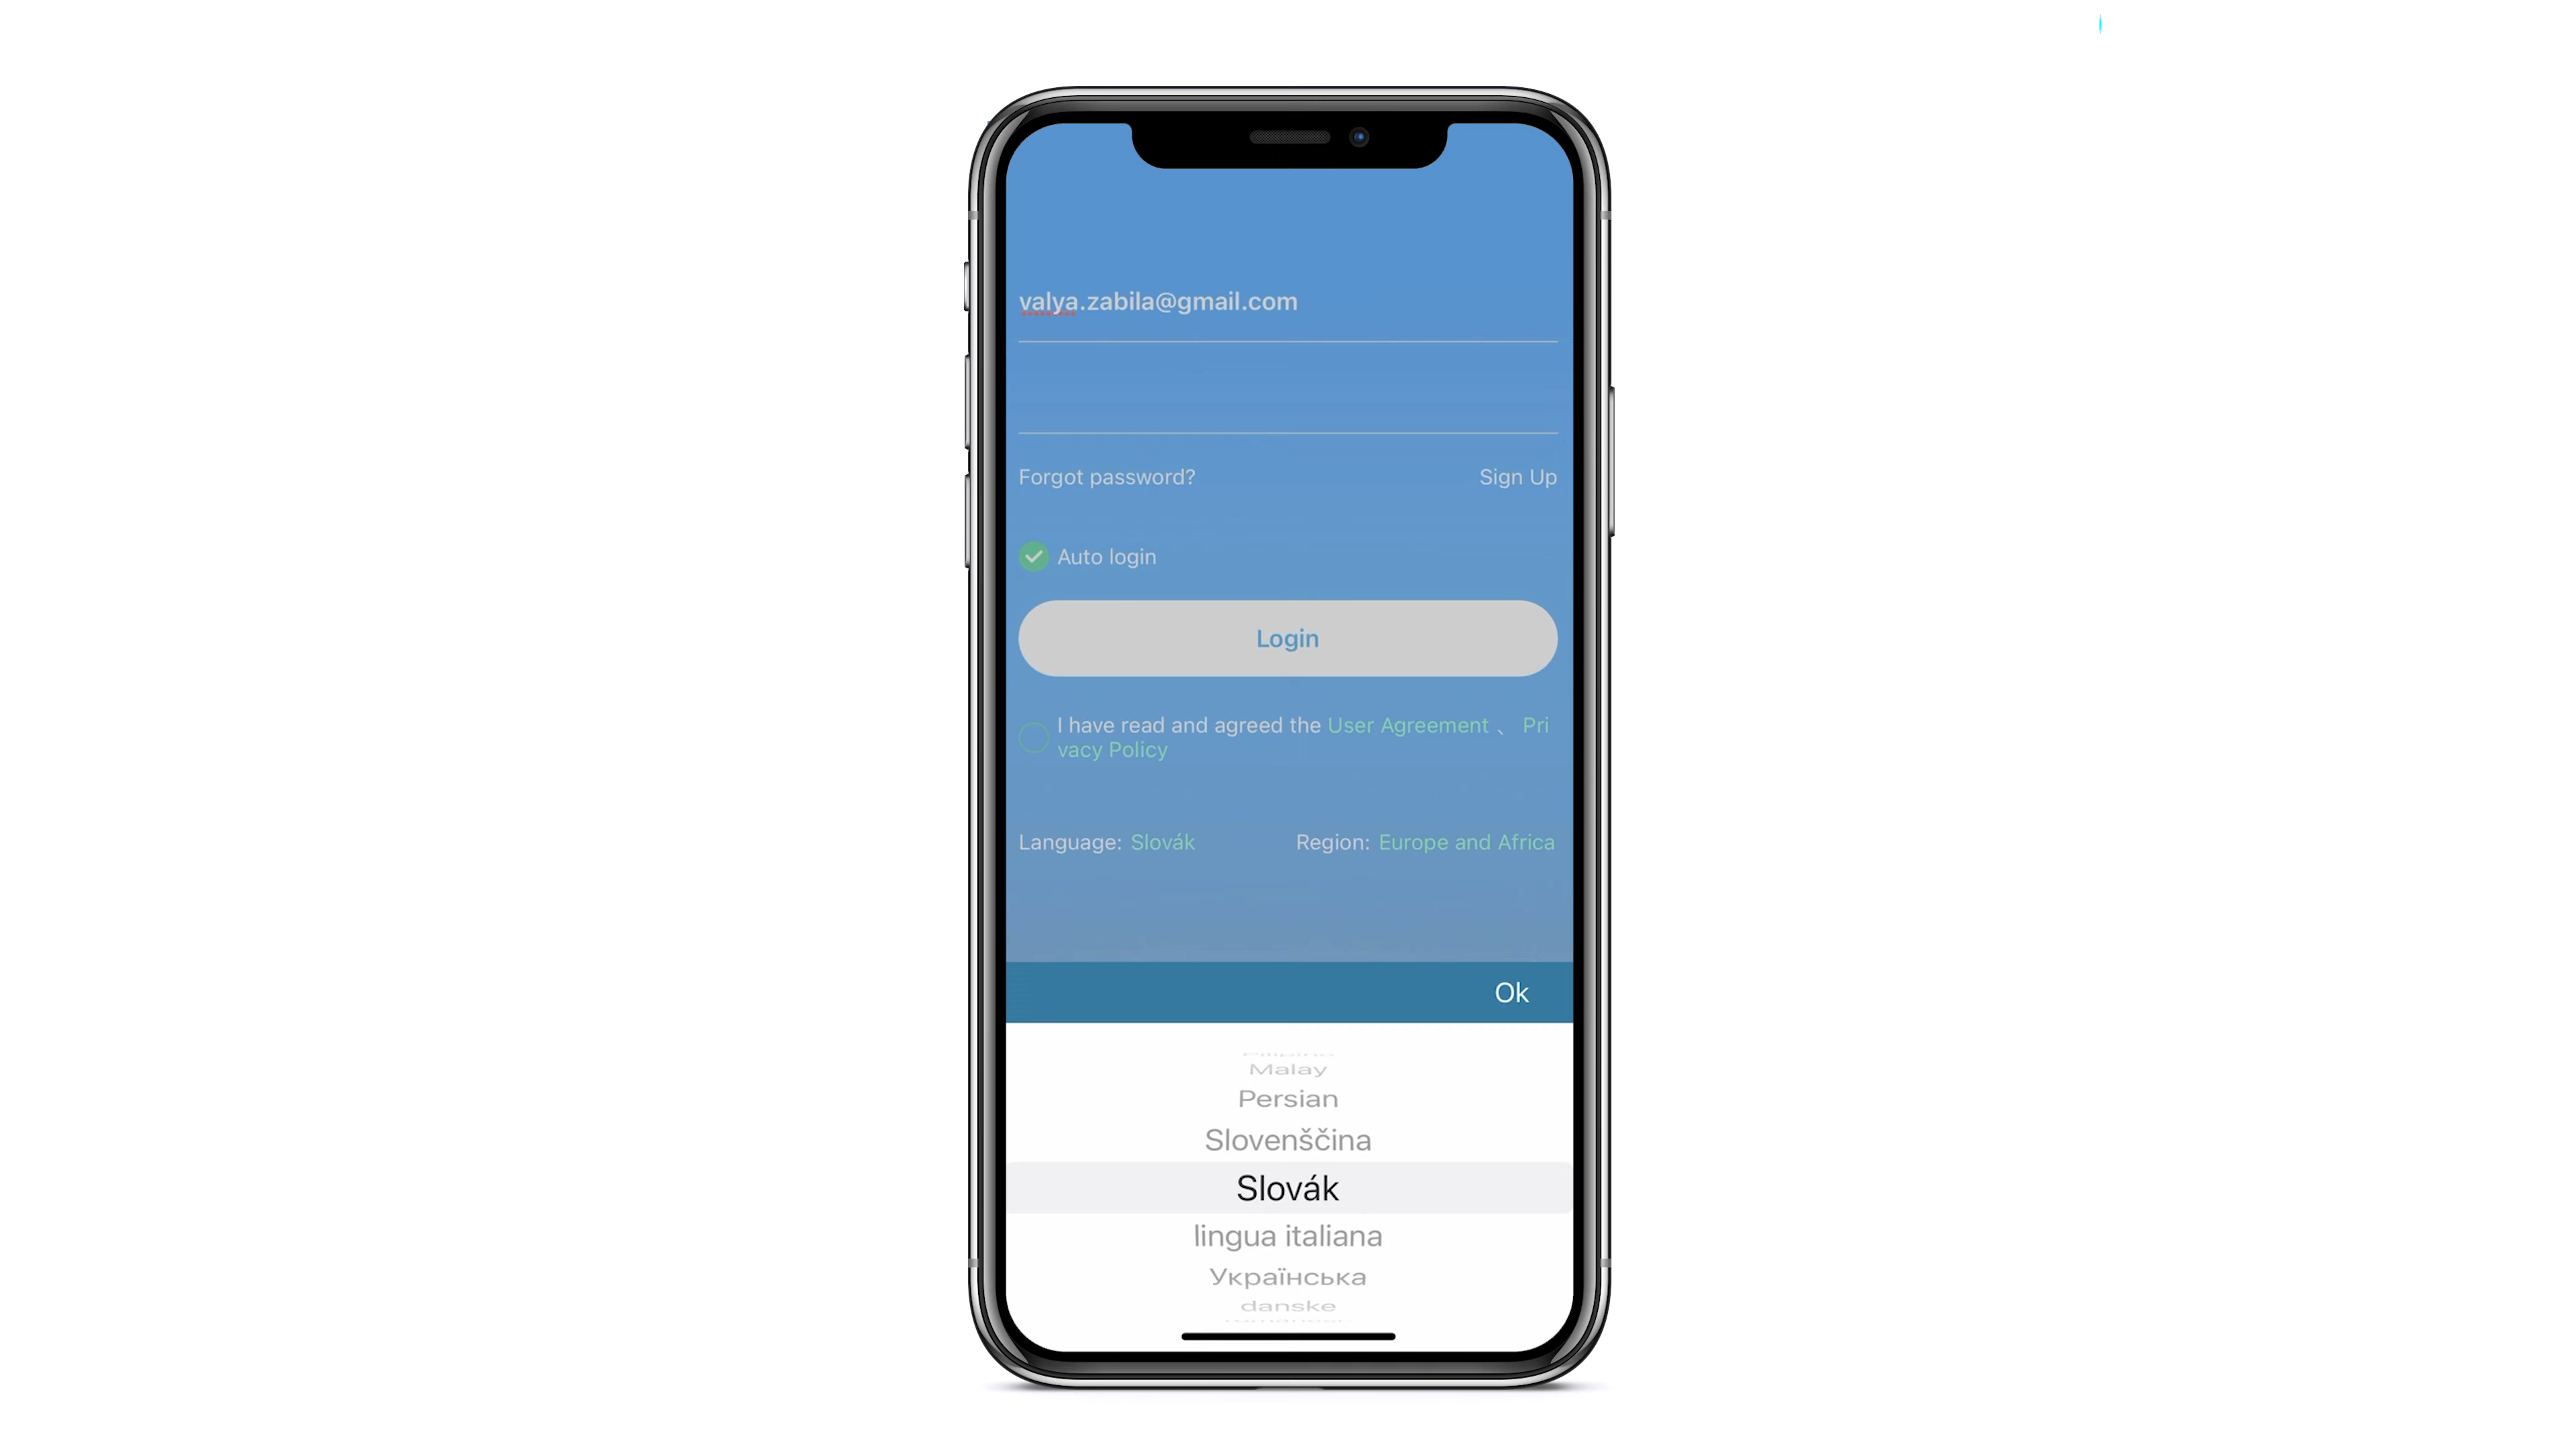 valya.zabila@gmail.com
Forgot password?
Sign Up
Auto login
Login
I have read and agreed the User Agreement 、 Pri
vacy Policy
Language: Slovák
Region: Europe and Africa
Ok
Malay
Persian
Slovenščina
Slovák
lingua italiana
Українська
danske